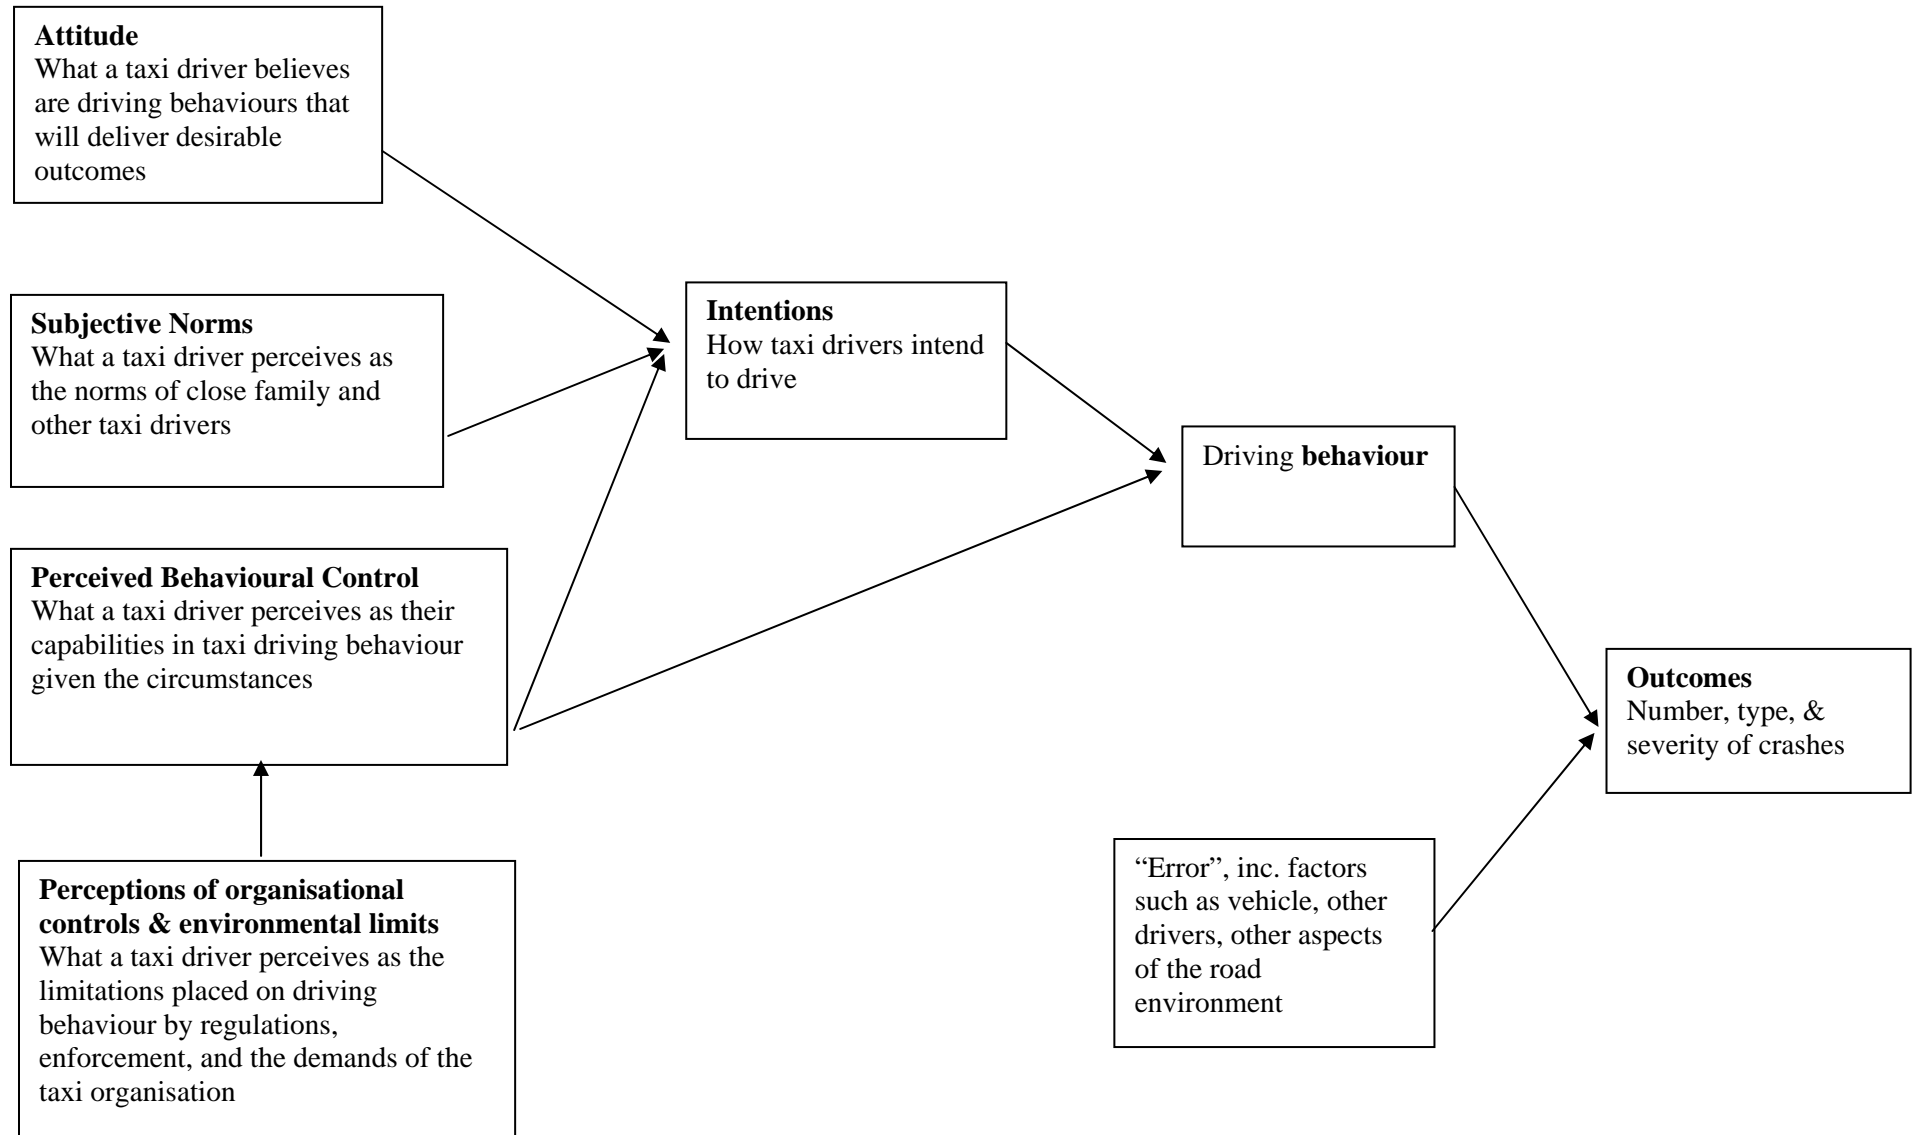 Attitude
What a taxi driver believes
are driving behaviours that
will deliver desirable
outcomes
Subjective Norms
What a taxi driver perceives as
the norms of close family and
other taxi drivers
Intentions
How taxi drivers intend
to drive
Driving behaviour
Perceived Behavioural Control
What a taxi driver perceives as their
capabilities in taxi driving behaviour
given the circumstances
Outcomes
Number, type, &
severity of crashes
Perceptions of organisational
controls & environmental limits
What a taxi driver perceives as the
limitations placed on driving
behaviour by regulations,
enforcement, and the demands of the
taxi organisation
“Error”, inc. factors
such as vehicle, other
drivers, other aspects
of the road
environment